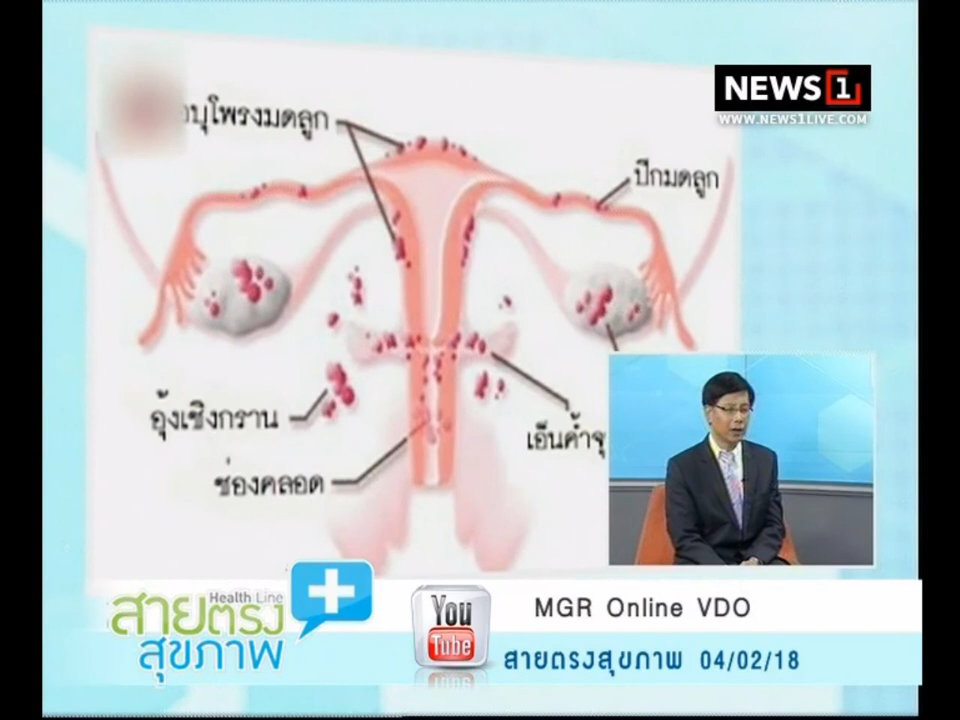 NEWS 1
WWW.NEWS1LIVE.COM
อบุโพรงมดลูก
ปีกมดลูก
อุ้งเชิงกราน
เอ็นค้ำจุ
ช่องคลอด
Health Line
สายตรง
สุขภาพ
You
Tube
MGR Online VDO
สายตรงสุขภาพ 04/02/18